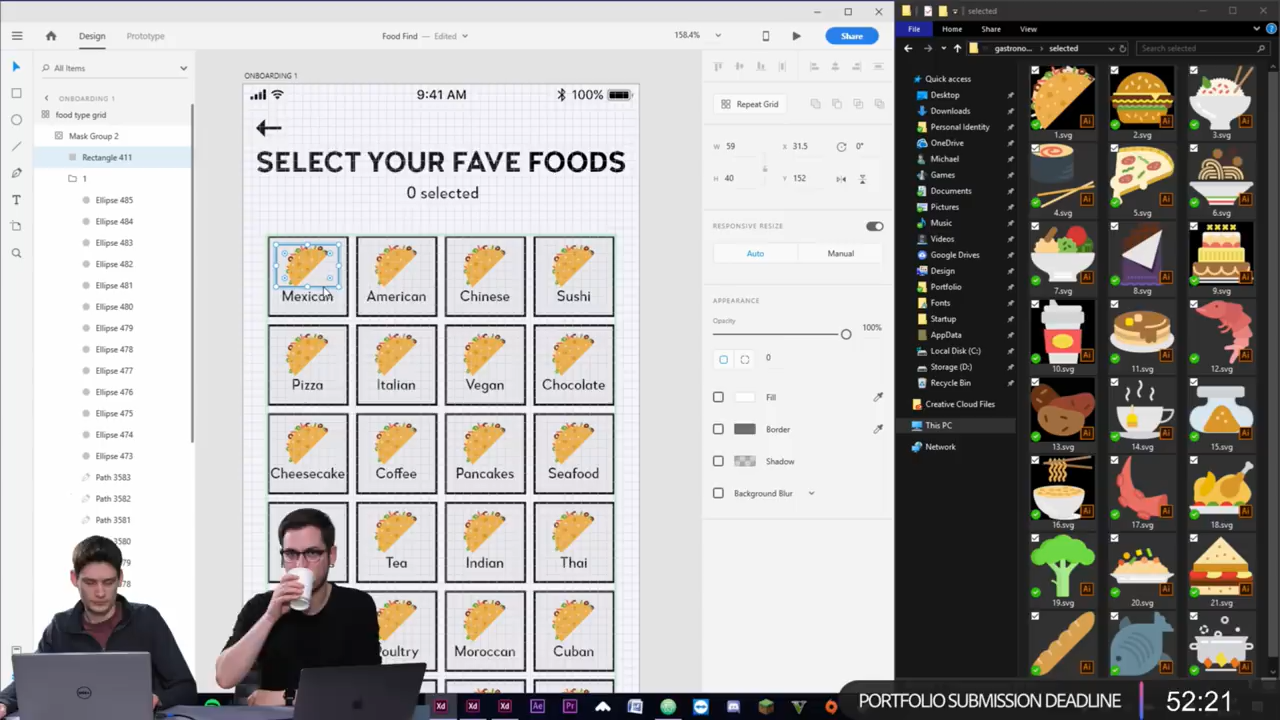 Design
Prototype
Food Find
Edited
158.4%
Share
All Items
ONBOARDING 1
food type grid
Mask Group 2
Rectangle 411
1
Ellipse 485
Ellipse 484
Ellipse 483
Ellipse 482
Ellipse 481
Ellipse 480
Ellipse 479
Ellipse 478
Ellipse 477
Ellipse 476
Ellipse 475
Ellipse 474
Ellipse 473
Path 3583
Path 3582
Path 3581
ONBOARDING 1
9:41 AM
100%
SELECT YOUR FAVE FOODS
0 selected
Mexican American Chinese Sushi
Pizza Italian Vegan Chocolate
Cheesecake Coffee Pancakes Seafood
Tea Indian Thai
Moroccan Cuban
Repeat Grid
W 59 X 31.5 0°
H 40 Y 152
RESPONSIVE RESIZE
Auto Manual
APPEARANCE
Opacity
100%
0
Fill
Border
Shadow
Background Blur
selected
File Home Share View
gastrono... selected
Search selected
Quick access
Desktop
Downloads
Personal Identity
OneDrive
Michael
Games
Documents
Pictures
Music
Videos
Google Drives
Design
Portfolio
Fonts
Startup
AppData
Local Disk (C:)
Storage (D:)
Recycle Bin
Creative Cloud Files
This PC
Network
1.svg 2.svg 3.svg
4.svg 5.svg 6.svg
7.svg 8.svg 9.svg
10.svg 11.svg 12.svg
13.svg 14.svg 15.svg
16.svg 17.svg 18.svg
19.svg 20.svg 21.svg
PORTFOLIO SUBMISSION DEADLINE
52:21